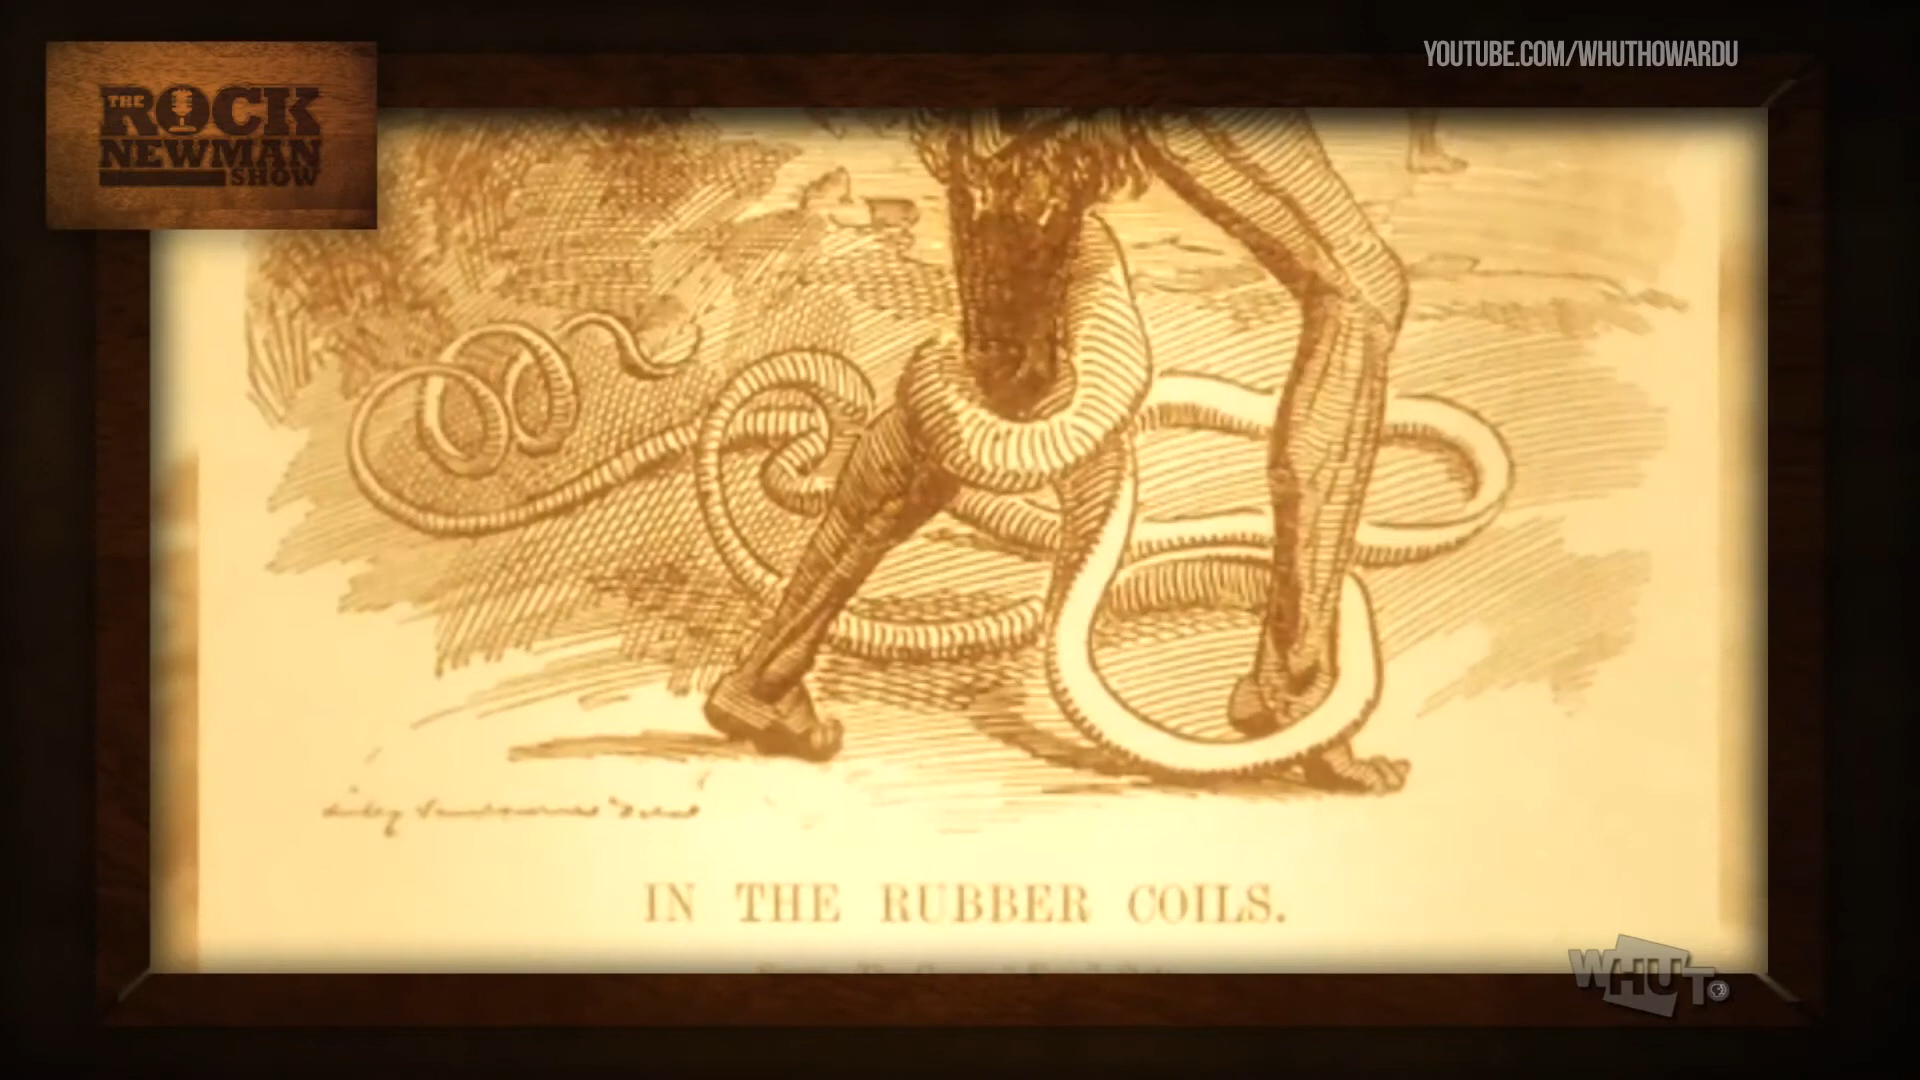 THE
ROCK
NEWMAN
SHOW
YOUTUBE.COM/WHUTHOWARDU
IN THE RUBBER COILS.
WHUT